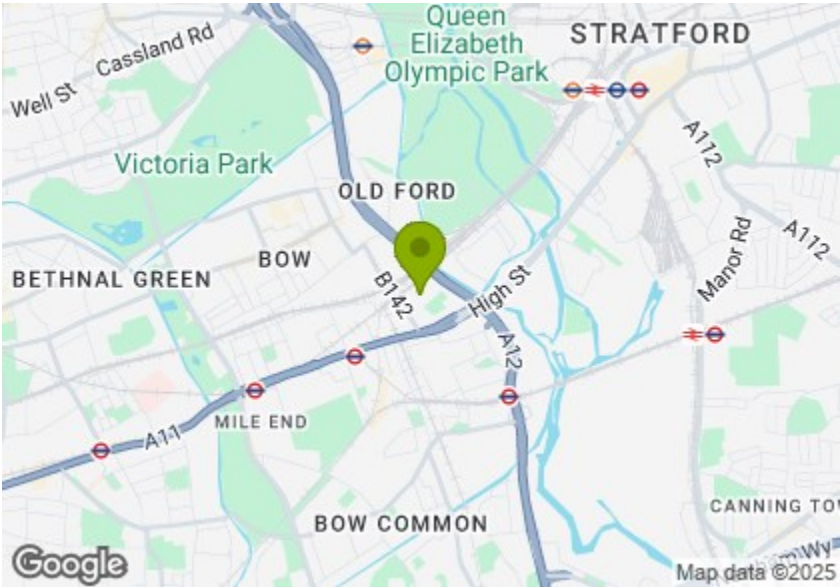 Queen
Elizabeth
Olympic Park
STRATFORD
Cassland Rd
Well St
A112
Victoria Park
OLD FORD
A112
BOW
Manor Rd
BETHNAL GREEN
B142
High St
A12
MILE END
A11
CANNING TO
BOW COMMON
Google
Map data ©2025